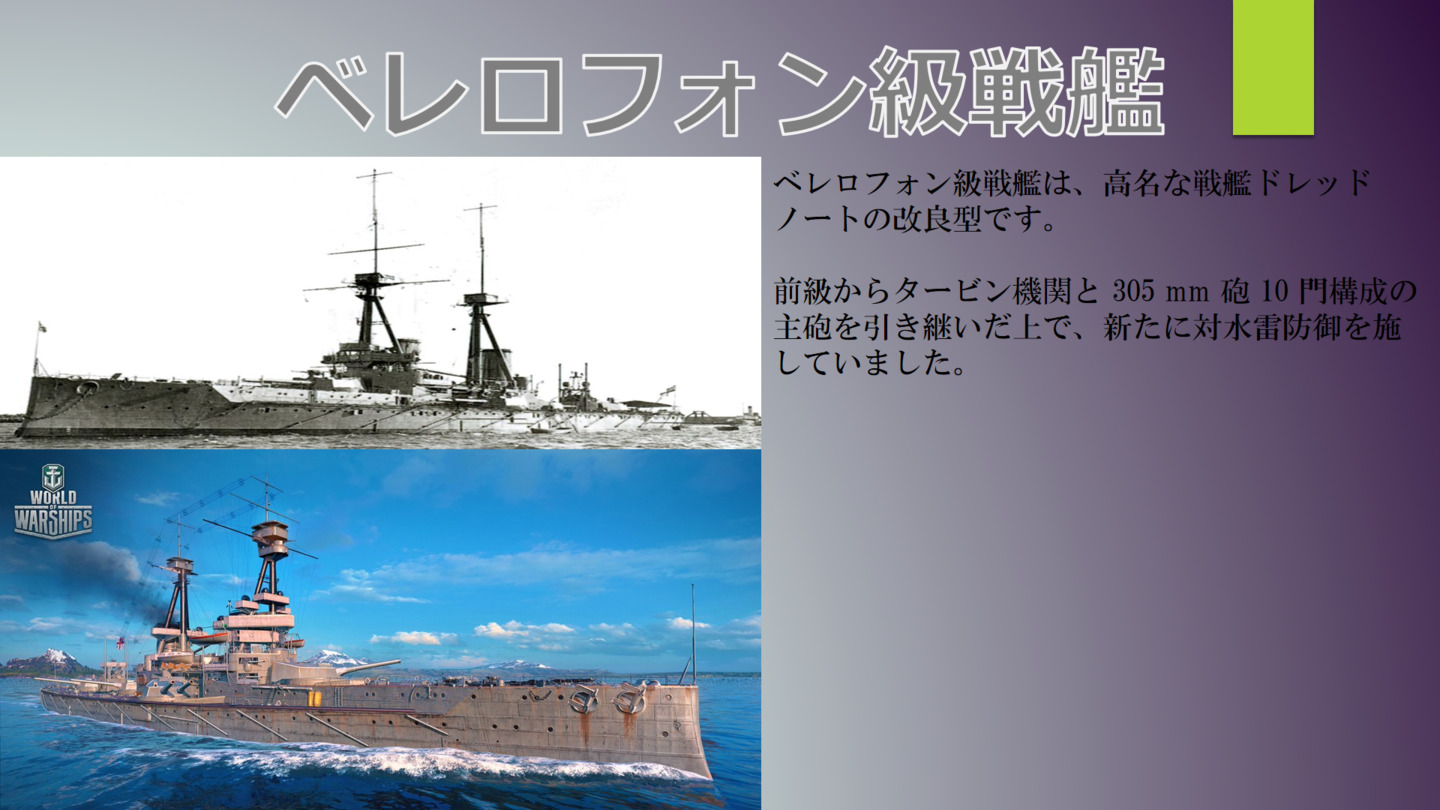 ベレロフォン級戦艦
ベレロフォン級戦艦は、高名な戦艦ドレッド
ノートの改良型です。
前級からタービン機関と 305 mm 砲 10 門構成の
主砲を引き継いだ上で、新たに対水雷防御を施
していました。
WORLD
OF
WARSHIPS